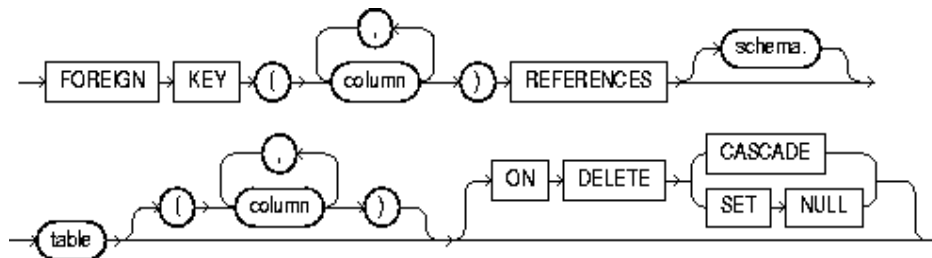 ,
schema.
FOREIGN KEY ( column ) REFERENCES
,
CASCADE
( column ) ON DELETE
SET NULL
table